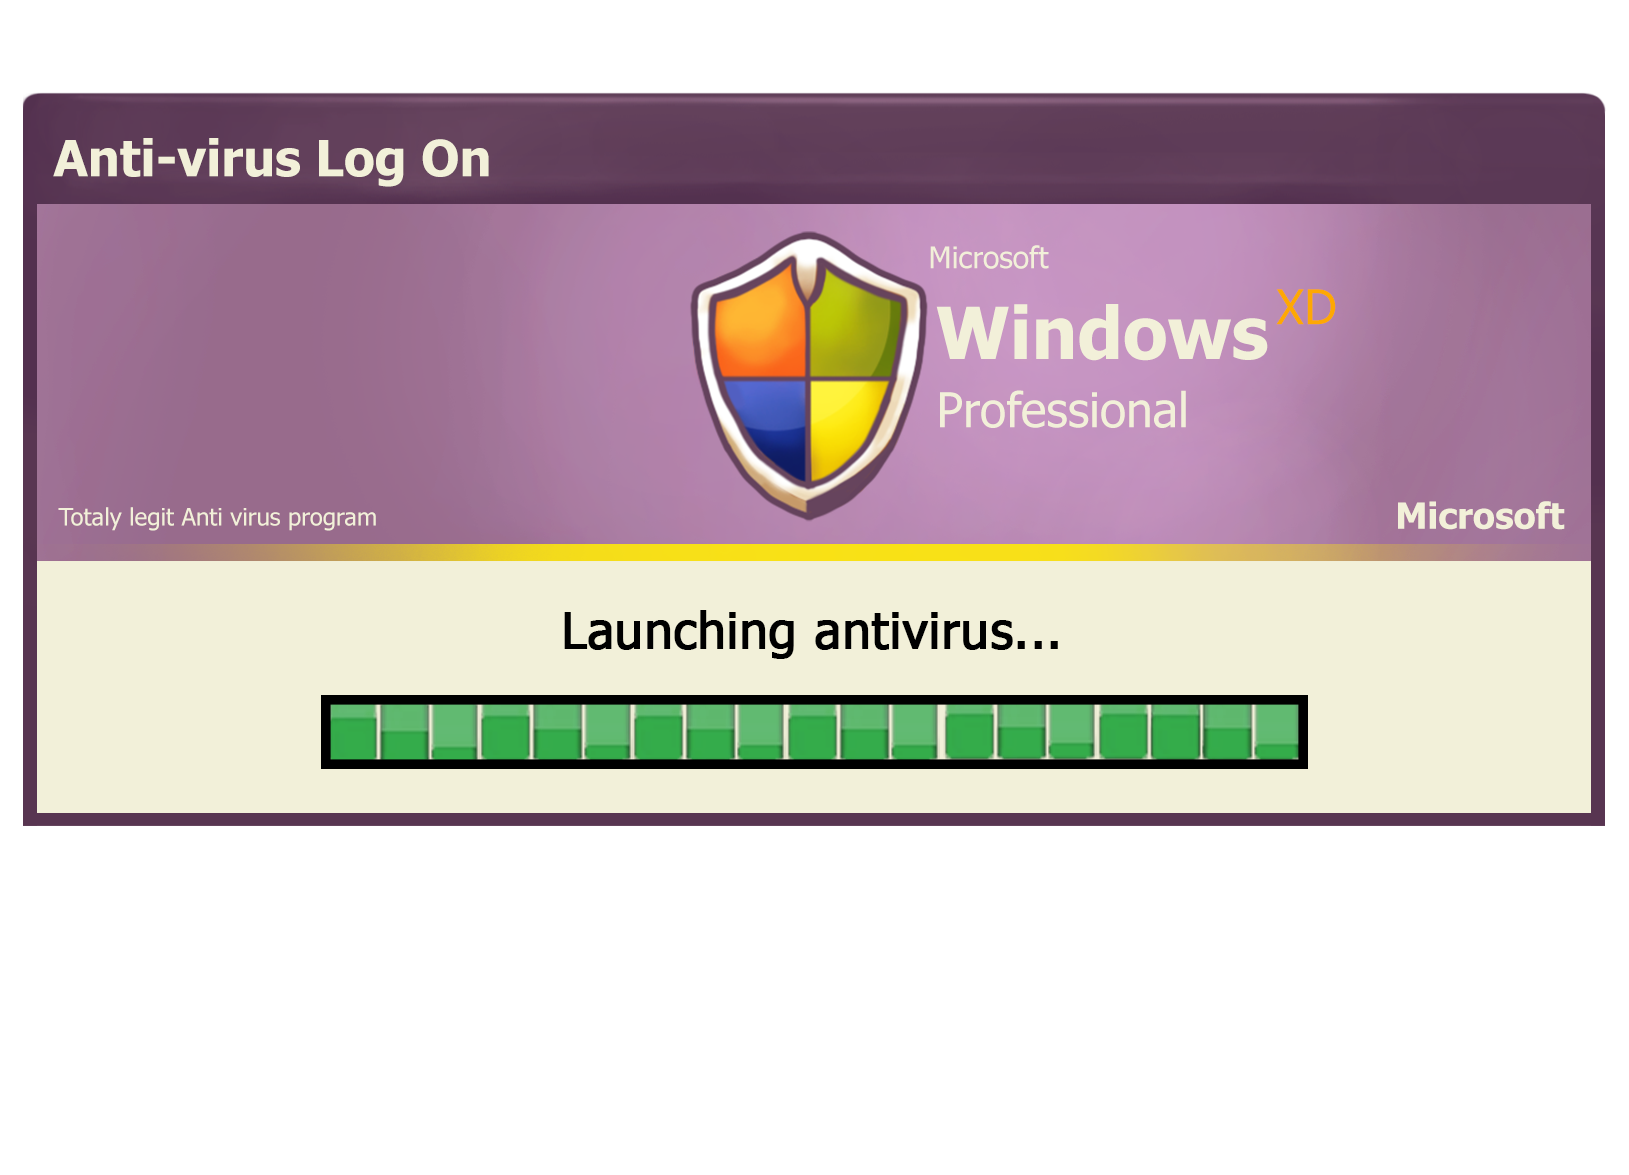 Anti-virus Log On
Microsoft
Windows XD
Professional
Totaly legit Anti virus program
Microsoft
Launching antivirus...